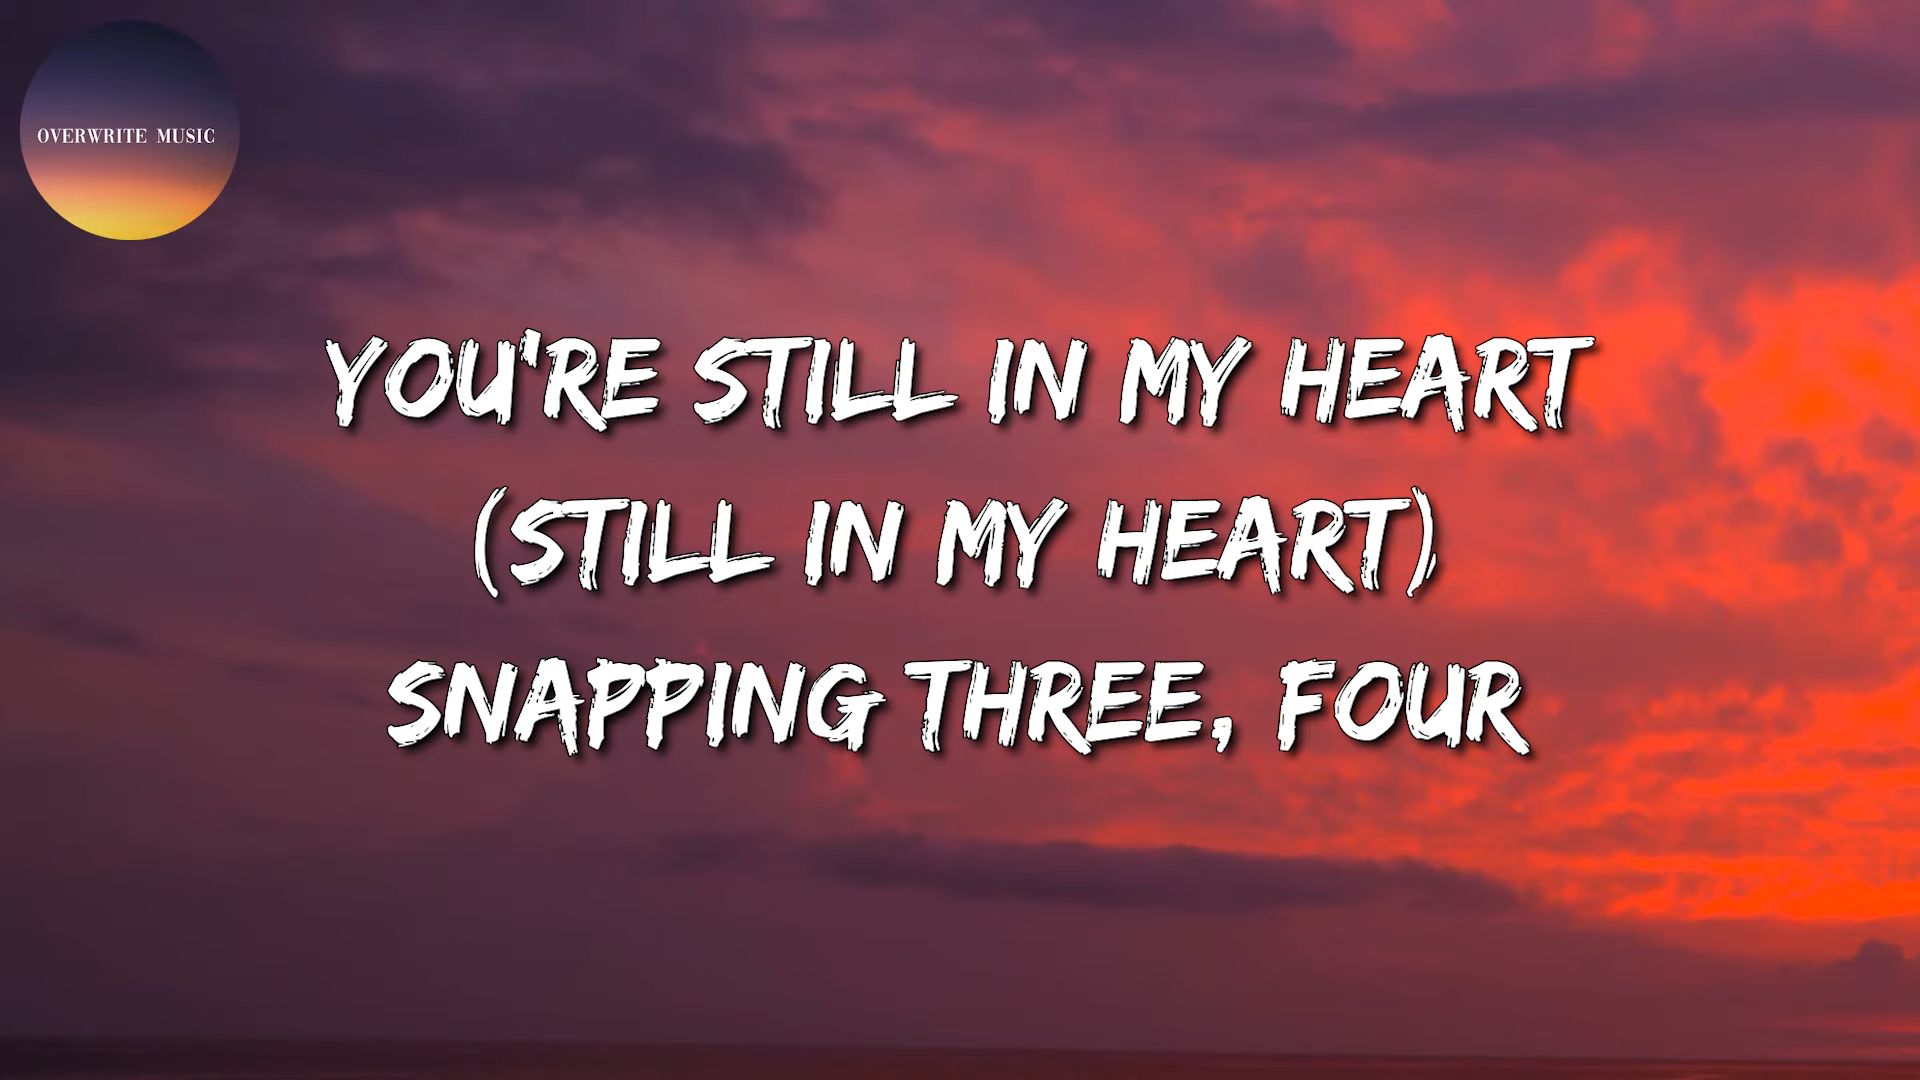 OVERWRITE MUSIC
YOU'RE STILL IN MY HEART
(STILL IN MY HEART)
SNAPPING THREE, FOUR